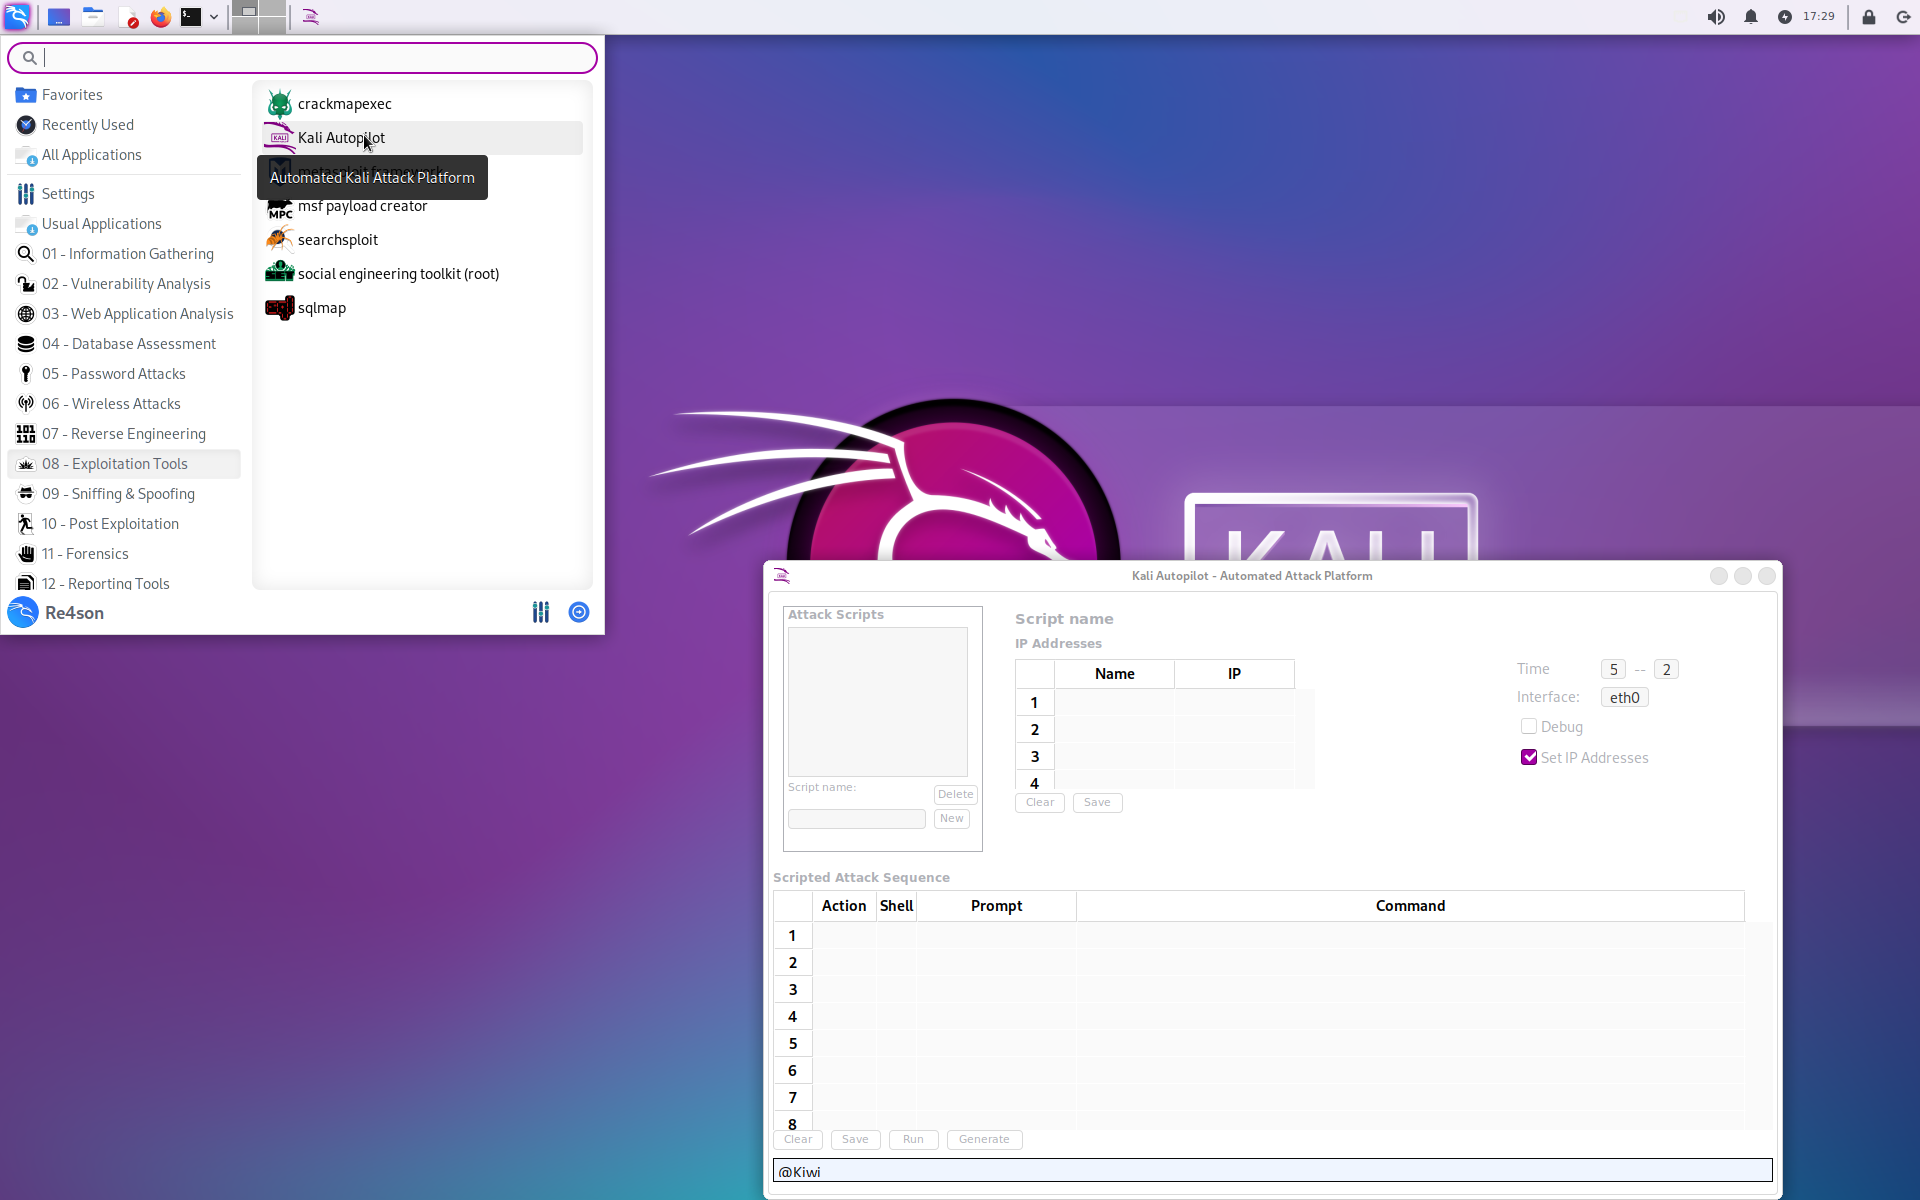 17:29
Favorites
Recently Used
All Applications
Settings
Usual Applications
01 - Information Gathering
02 - Vulnerability Analysis
03 - Web Application Analysis
04 - Database Assessment
05 - Password Attacks
06 - Wireless Attacks
07 - Reverse Engineering
08 - Exploitation Tools
09 - Sniffing & Spoofing
10 - Post Exploitation
11 - Forensics
12 - Reporting Tools
Re4son
crackmapexec
KALI
Kali Autopilot
Automated Kali Attack Platform
MPC
msf payload creator
searchsploit
SET
social engineering toolkit (root)
sql
sqlmap
KALI
Kali Autopilot - Automated Attack Platform
Attack Scripts
Script name:
Delete
New
Script name
IP Addresses
Name IP
1
2
3
4
Clear Save
Time 5 -- 2
Interface: eth0
Debug
Set IP Addresses
Scripted Attack Sequence
Action Shell Prompt Command
1
2
3
4
5
6
7
8
Clear Save Run Generate
@Kiwi